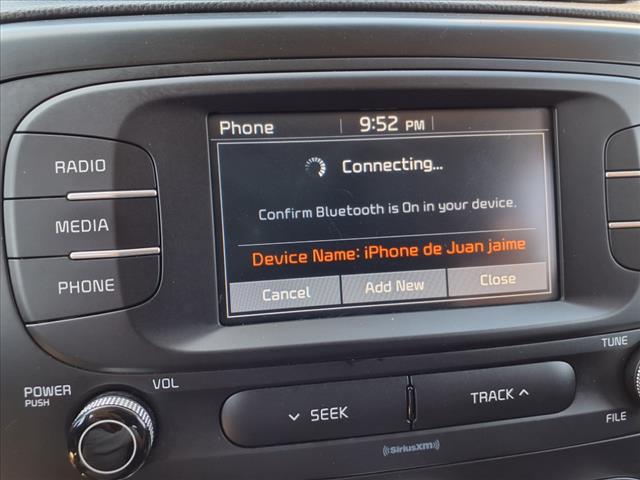 Phone 9:52 PM
Connecting...
Confirm Bluetooth is On in your device.
Device Name: iPhone de Juan jaime
Cancel Add New Close
RADIO
MEDIA
PHONE
POWER
PUSH
VOL
SEEK
TRACK
TUNE
FILE
SiriusXM